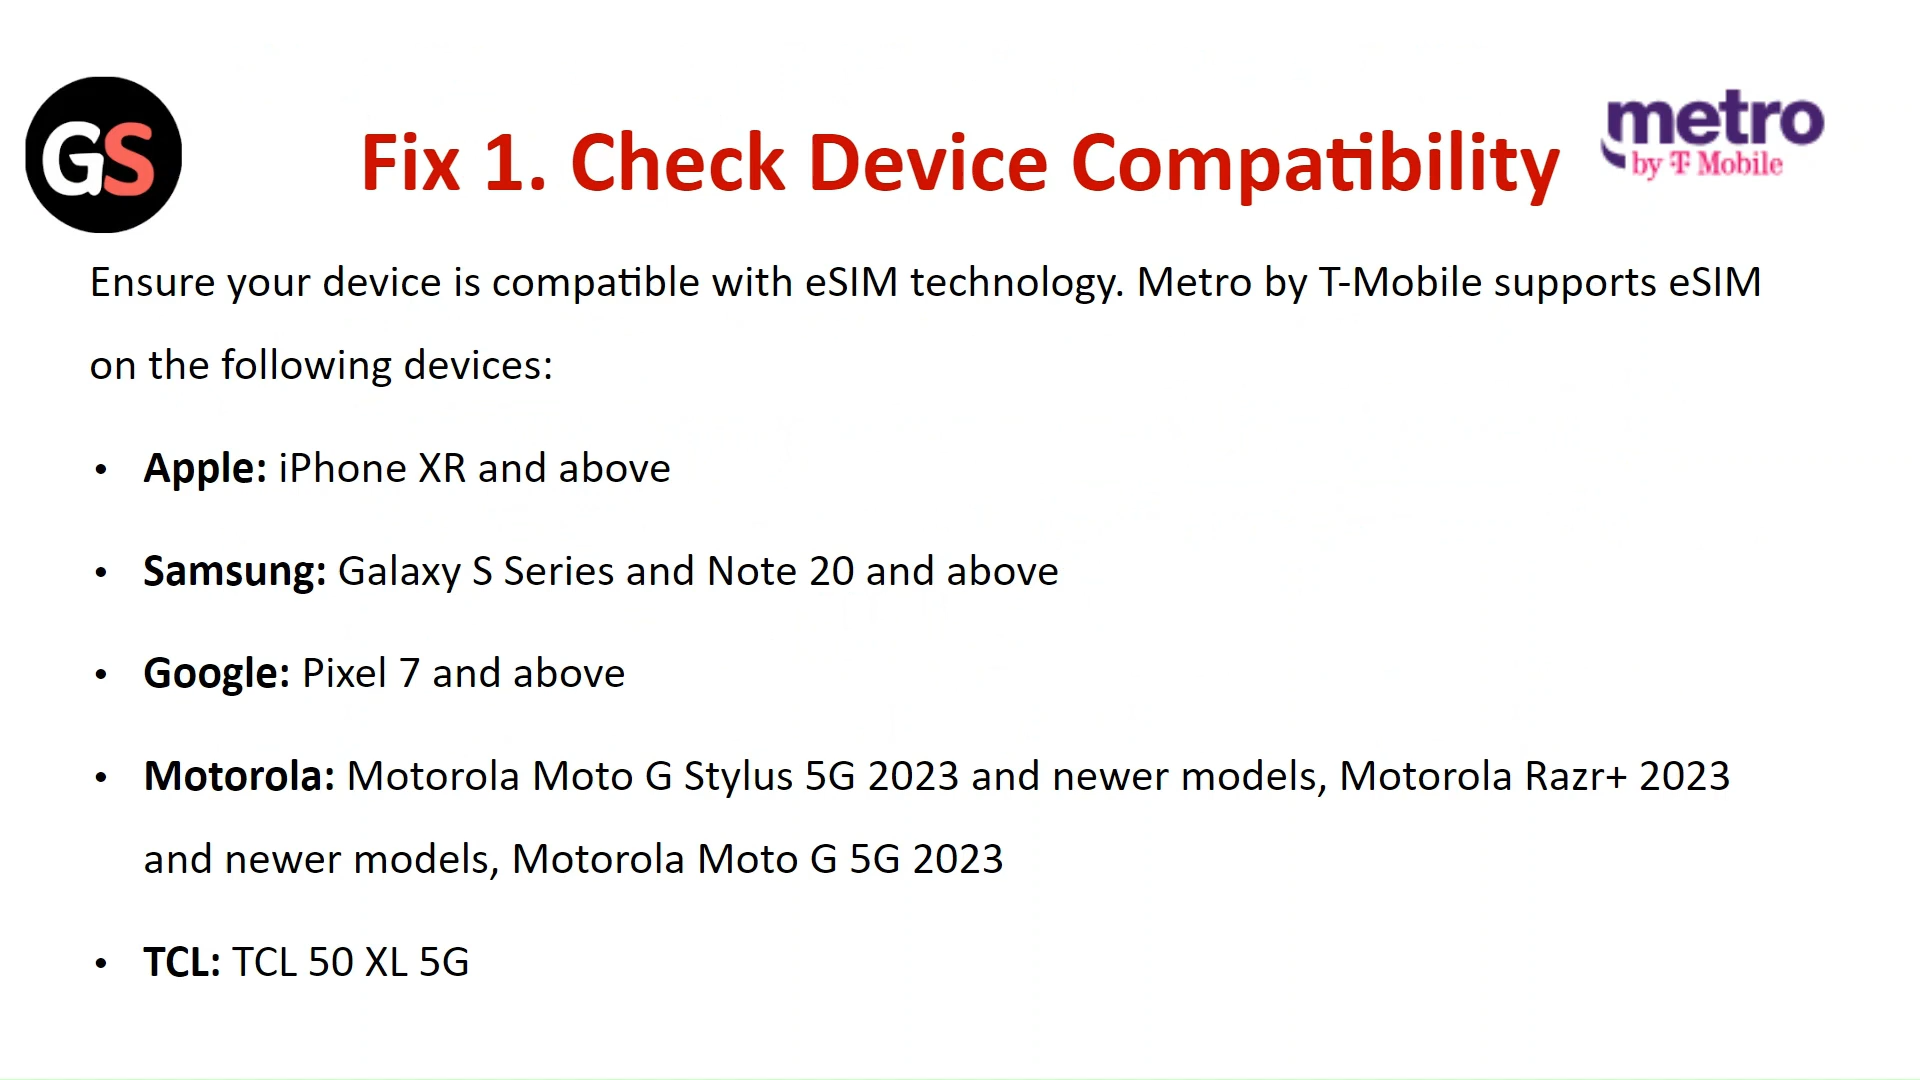 GS
Fix 1. Check Device Compatibility
metro
by T Mobile
Ensure your device is compatible with eSIM technology. Metro by T-Mobile supports eSIM
on the following devices:
• Apple: iPhone XR and above
• Samsung: Galaxy S Series and Note 20 and above
• Google: Pixel 7 and above
• Motorola: Motorola Moto G Stylus 5G 2023 and newer models, Motorola Razr+ 2023
and newer models, Motorola Moto G 5G 2023
• TCL: TCL 50 XL 5G